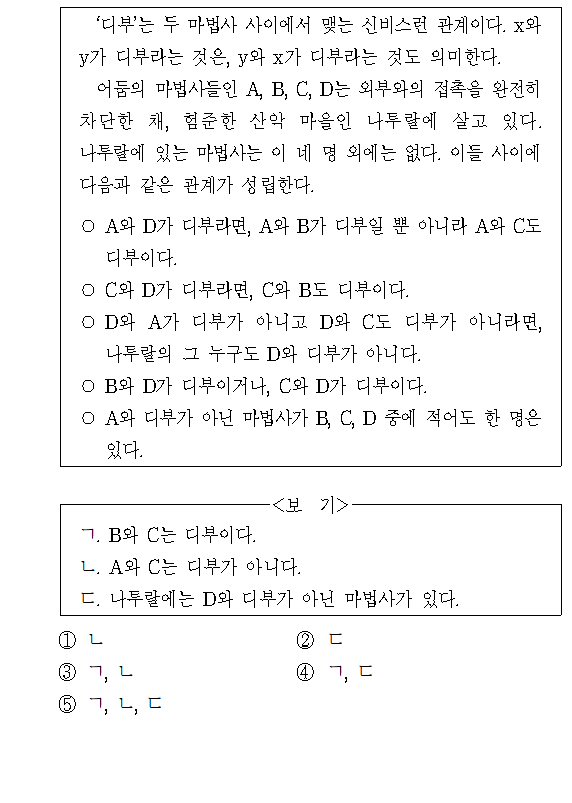 ‘디부’는 두 마법사 사이에서 맺는 신비스런 관계이다. x와
y가 디부라는 것은, y와 x가 디부라는 것도 의미한다.
어둠의 마법사들인 A, B, C, D는 외부와의 접촉을 완전히
차단한 채, 험준한 산악 마을인 나투랄에 살고 있다.
나투랄에 있는 마법사는 이 네 명 외에는 없다. 이들 사이에
다음과 같은 관계가 성립한다.
○ A와 D가 디부라면, A와 B가 디부일 뿐 아니라 A와 C도
디부이다.
○ C와 D가 디부라면, C와 B도 디부이다.
○ D와 A가 디부가 아니고 D와 C도 디부가 아니라면,
나투랄의 그 누구도 D와 디부가 아니다.
○ B와 D가 디부이거나, C와 D가 디부이다.
○ A와 디부가 아닌 마법사가 B, C, D 중에 적어도 한 명은
있다.
<보 기>
ㄱ. B와 C는 디부이다.
ㄴ. A와 C는 디부가 아니다.
ㄷ. 나투랄에는 D와 디부가 아닌 마법사가 있다.
① ㄴ ② ㄷ
③ ㄱ, ㄴ ④ ㄱ, ㄷ
⑤ ㄱ, ㄴ, ㄷ